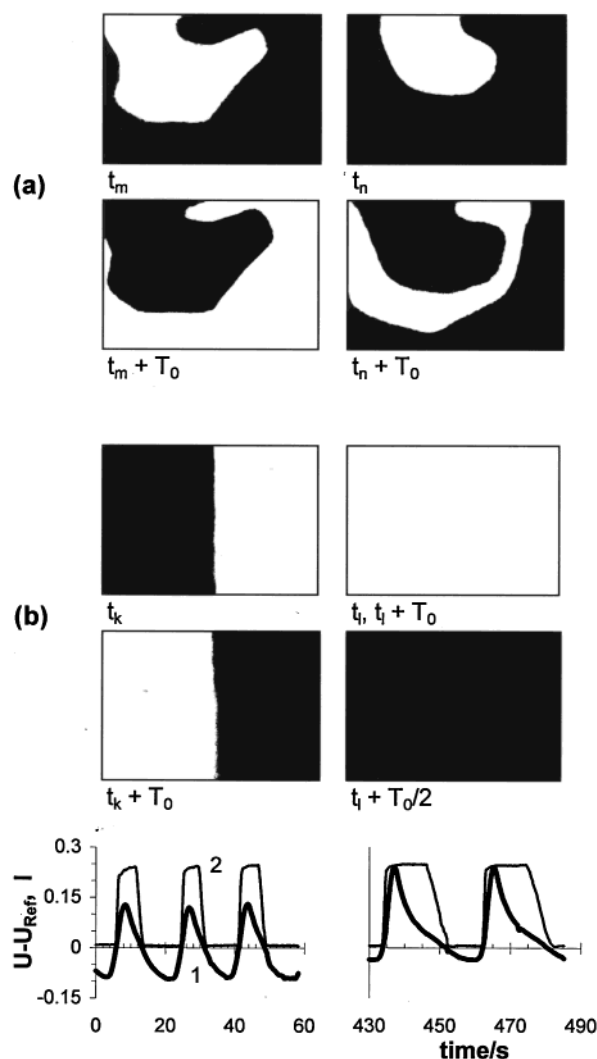 (a)
t_m
t_n
t_m + T_0
t_n + T_0
(b)
t_k
t_l, t_l + T_0
t_k + T_0
t_l + T_0/2
U-U_Ref, I
0.3
0.15
0
-0.15
2
1
0 20 40 60
430 450 470 490
time/s